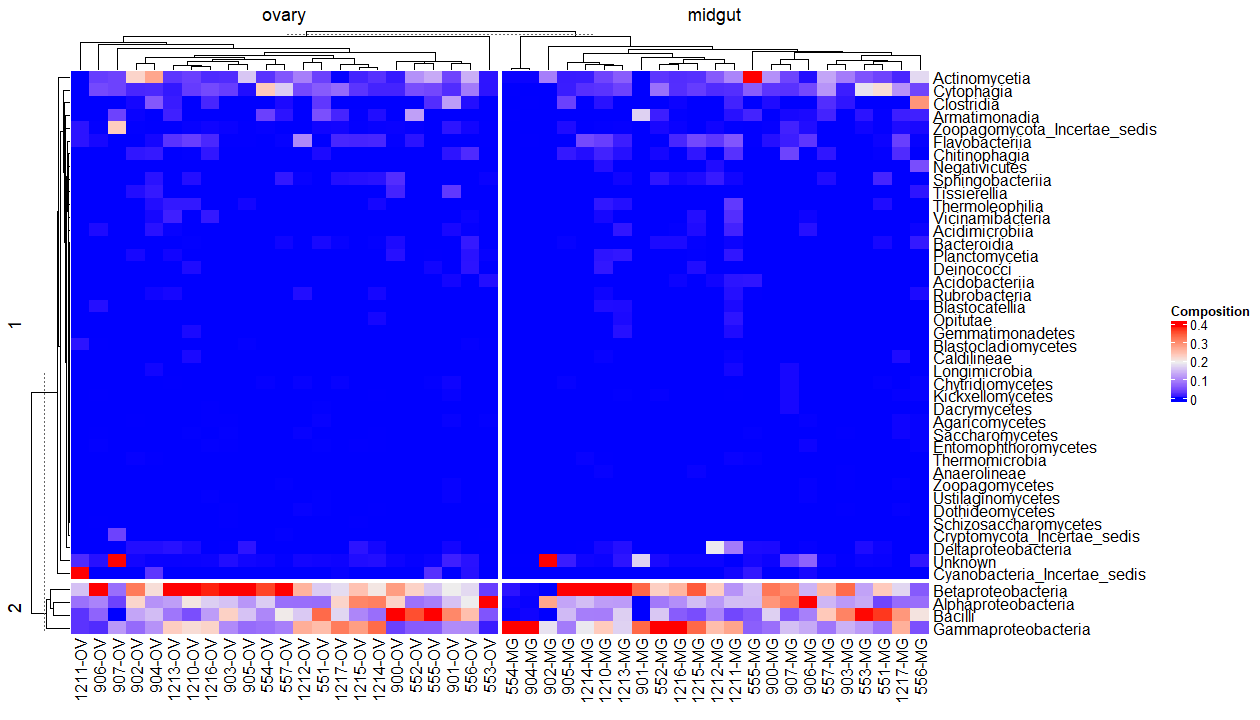 ovary
midgut
Actinomycetia
Cytophagia
Clostridia
Armatimonadia
Zoopagomycota_Incertae_sedis
Flavobacteriia
Chitinophagia
Negativicutes
Sphingobacteriia
Tissierellia
Thermoleophilia
Vicinamibacteria
Acidimicrobiia
Bacteroidia
Planctomycetia
Deinococci
Acidobacteriia
Rubrobacteria
Blastocatellia
Opitutae
Gemmatimonadetes
Blastocladiomycetes
Caldilineae
Longimicrobia
Chytridiomycetes
Kickxellomycetes
Dacrymycetes
Agaricomycetes
Saccharomycetes
Entomophthoromycetes
Thermomicrobia
Anaerolineae
Zoopagomycetes
Ustilaginomycetes
Dothideomycetes
Schizosaccharomycetes
Cryptomycota_Incertae_sedis
Deltaproteobacteria
Unknown
Cyanobacteria_Incertae_sedis
Betaproteobacteria
Alphaproteobacteria
Bacilli
Gammaproteobacteria
1
2
Composition
0.4
0.3
0.2
0.1
0
1211-OV
906-OV
907-OV
902-OV
904-OV
1213-OV
1210-OV
1216-OV
903-OV
905-OV
554-OV
557-OV
1212-OV
551-OV
1217-OV
1215-OV
1214-OV
900-OV
552-OV
555-OV
901-OV
556-OV
553-OV
554-MG
904-MG
902-MG
905-MG
1214-MG
1210-MG
1213-MG
901-MG
552-MG
1216-MG
1215-MG
1212-MG
1211-MG
555-MG
900-MG
907-MG
906-MG
557-MG
903-MG
553-MG
551-MG
1217-MG
556-MG